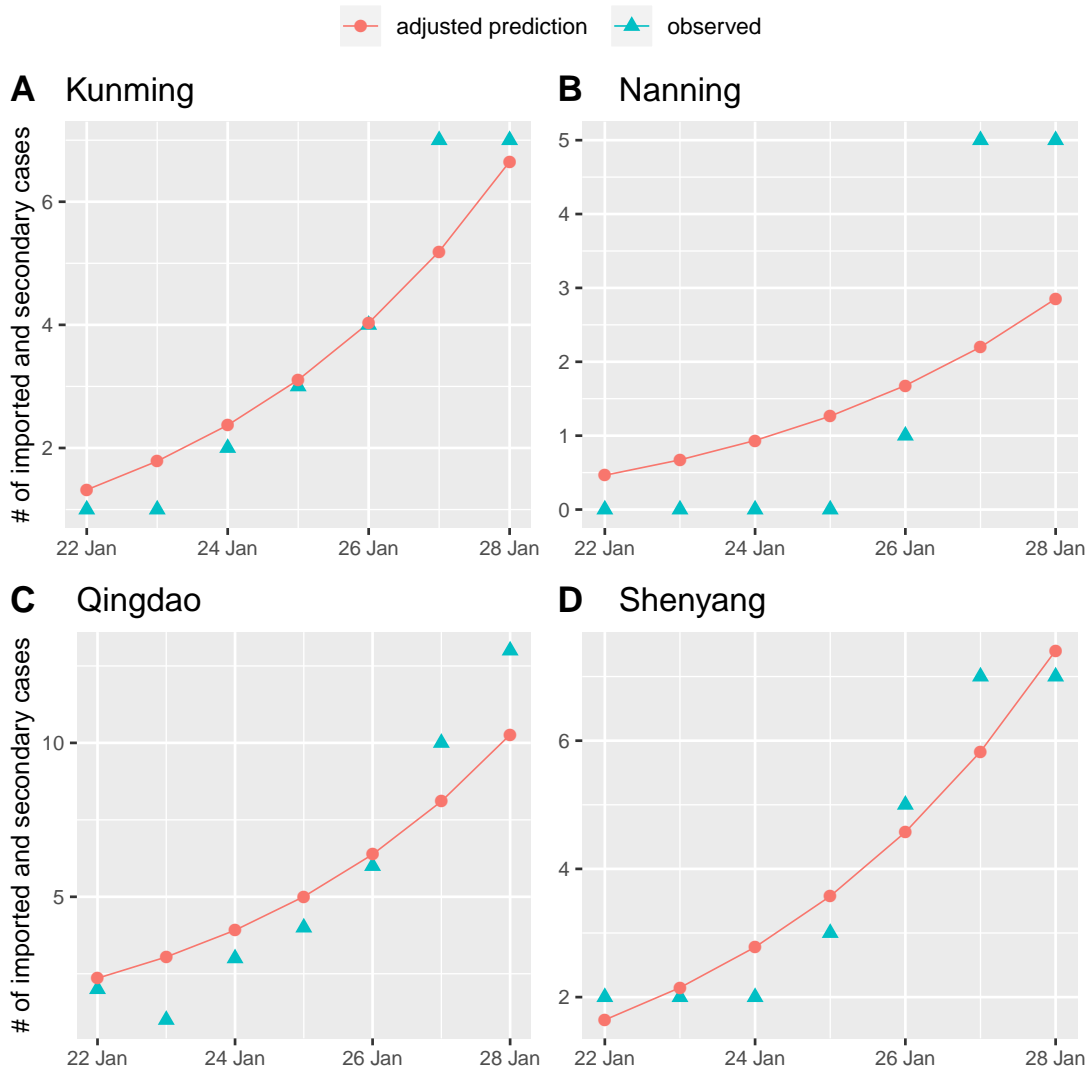 adjusted prediction observed
A Kunming
# of imported and secondary cases
6
4
2
22 Jan 24 Jan 26 Jan 28 Jan
B Nanning
5
4
3
2
1
0
22 Jan 24 Jan 26 Jan 28 Jan
C Qingdao
# of imported and secondary cases
10
5
22 Jan 24 Jan 26 Jan 28 Jan
D Shenyang
6
4
2
22 Jan 24 Jan 26 Jan 28 Jan